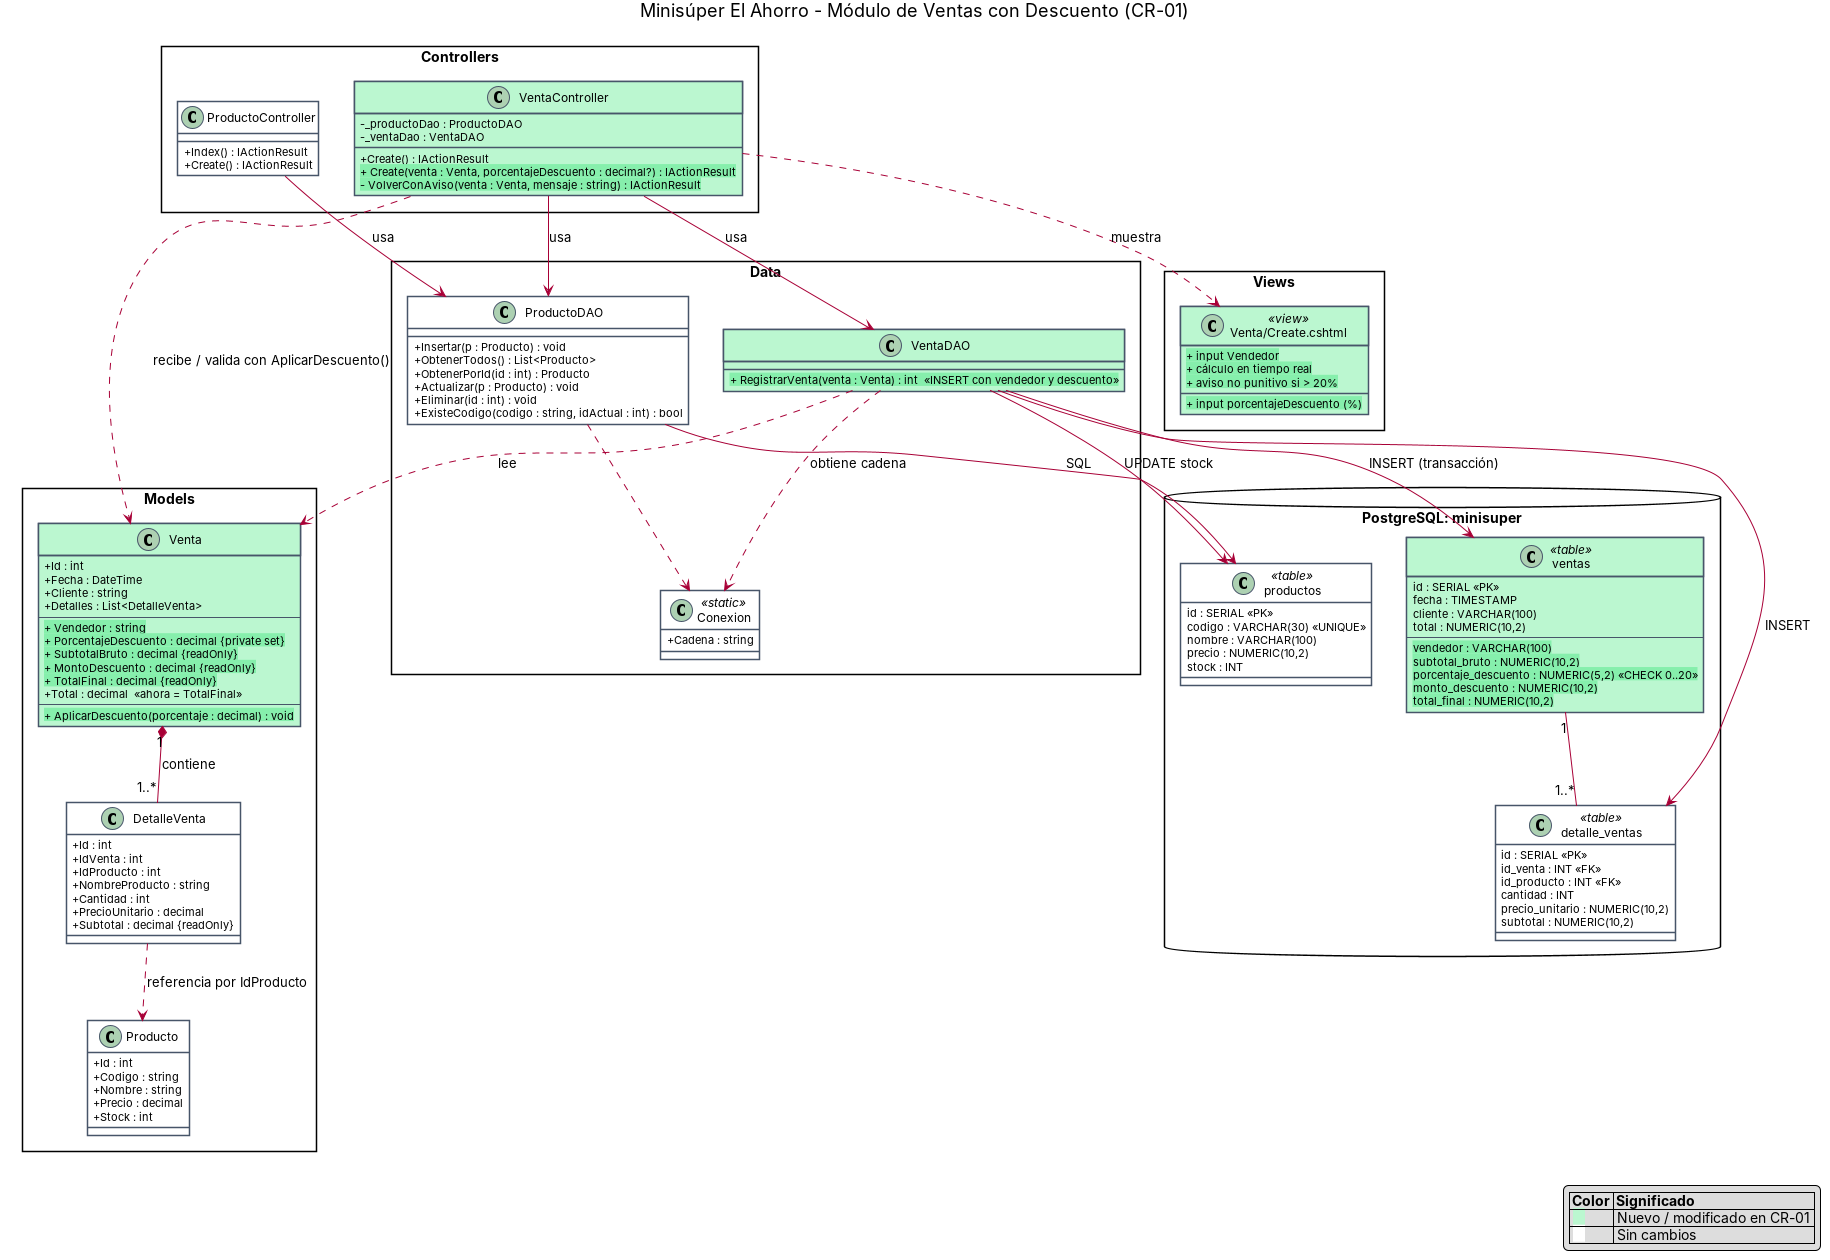 Minisúper El Ahorro - Módulo de Ventas con Descuento (CR-01)
Controllers
C ProductoController
+Index() : IActionResult
+Create() : IActionResult
C VentaController
-_productoDao : ProductoDAO
-_ventaDao : VentaDAO
+Create() : IActionResult
+ Create(venta : Venta, porcentajeDescuento : decimal?) : IActionResult
- VolverConAviso(venta : Venta, mensaje : string) : IActionResult
usa
usa
usa
muestra
recibe / valida con AplicarDescuento()
Data
C ProductoDAO
+Insertar(p : Producto) : void
+ObtenerTodos() : List<Producto>
+ObtenerPorId(id : int) : Producto
+Actualizar(p : Producto) : void
+Eliminar(id : int) : void
+ExisteCodigo(codigo : string, idActual : int) : bool
C VentaDAO
+ RegistrarVenta(venta : Venta) : int «INSERT con vendedor y descuento»
Views
C «view»
Venta/Create.cshtml
+ input Vendedor
+ cálculo en tiempo real
+ aviso no punitivo si > 20%
+ input porcentajeDescuento (%)
lee
obtiene cadena
SQL
UPDATE stock
INSERT (transacción)
INSERT
C «static»
Conexion
+Cadena : string
Models
C Venta
+Id : int
+Fecha : DateTime
+Cliente : string
+Detalles : List<DetalleVenta>
+ Vendedor : string
+ PorcentajeDescuento : decimal {private set}
+ SubtotalBruto : decimal {readOnly}
+ MontoDescuento : decimal {readOnly}
+ TotalFinal : decimal {readOnly}
+Total : decimal «ahora = TotalFinal»
+ AplicarDescuento(porcentaje : decimal) : void
1
contiene
1..*
C DetalleVenta
+Id : int
+IdVenta : int
+IdProducto : int
+NombreProducto : string
+Cantidad : int
+PrecioUnitario : decimal
+Subtotal : decimal {readOnly}
referencia por IdProducto
C Producto
+Id : int
+Codigo : string
+Nombre : string
+Precio : decimal
+Stock : int
PostgreSQL: minisuper
C «table»
productos
id : SERIAL «PK»
codigo : VARCHAR(30) «UNIQUE»
nombre : VARCHAR(100)
precio : NUMERIC(10,2)
stock : INT
C «table»
ventas
id : SERIAL «PK»
fecha : TIMESTAMP
cliente : VARCHAR(100)
total : NUMERIC(10,2)
vendedor : VARCHAR(100)
subtotal_bruto : NUMERIC(10,2)
porcentaje_descuento : NUMERIC(5,2) «CHECK 0..20»
monto_descuento : NUMERIC(10,2)
total_final : NUMERIC(10,2)
1
1..*
C «table»
detalle_ventas
id : SERIAL «PK»
id_venta : INT «FK»
id_producto : INT «FK»
cantidad : INT
precio_unitario : NUMERIC(10,2)
subtotal : NUMERIC(10,2)
Color Significado
Nuevo / modificado en CR-01
Sin cambios